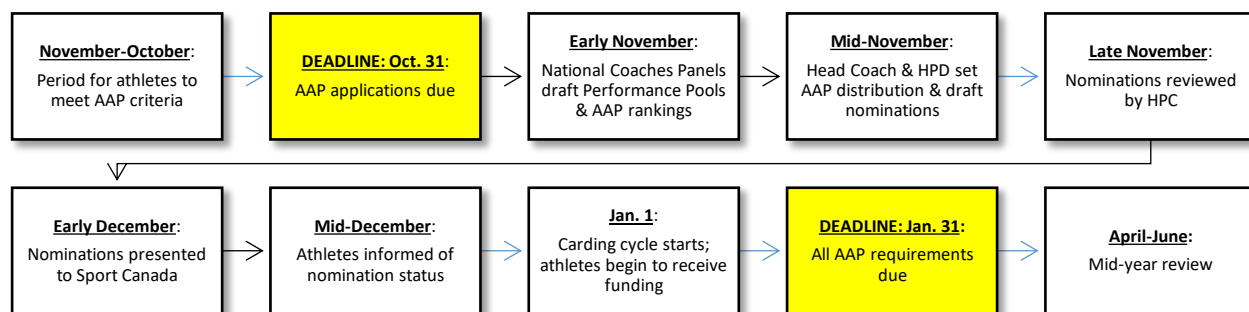 November-October:
Period for athletes to
meet AAP criteria
DEADLINE: Oct. 31:
AAP applications due
Early November:
National Coaches Panels
draft Performance Pools
& AAP rankings
Mid-November:
Head Coach & HPD set
AAP distribution & draft
nominations
Late November:
Nominations reviewed
by HPC
Early December:
Nominations presented
to Sport Canada
Mid-December:
Athletes informed of
nomination status
Jan. 1:
Carding cycle starts;
athletes begin to receive
funding
DEADLINE: Jan. 31:
All AAP requirements
due
April-June:
Mid-year review